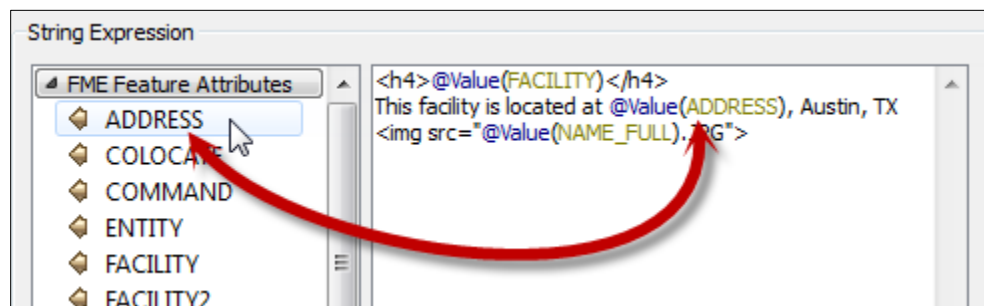 String Expression
FME Feature Attributes
ADDRESS
COLOCATE
COMMAND
ENTITY
FACILITY
FACILITY2
<h4>@Value(FACILITY)</h4>
This facility is located at @Value(ADDRESS), Austin, TX
<img src="@Value(NAME_FULL).JPG">